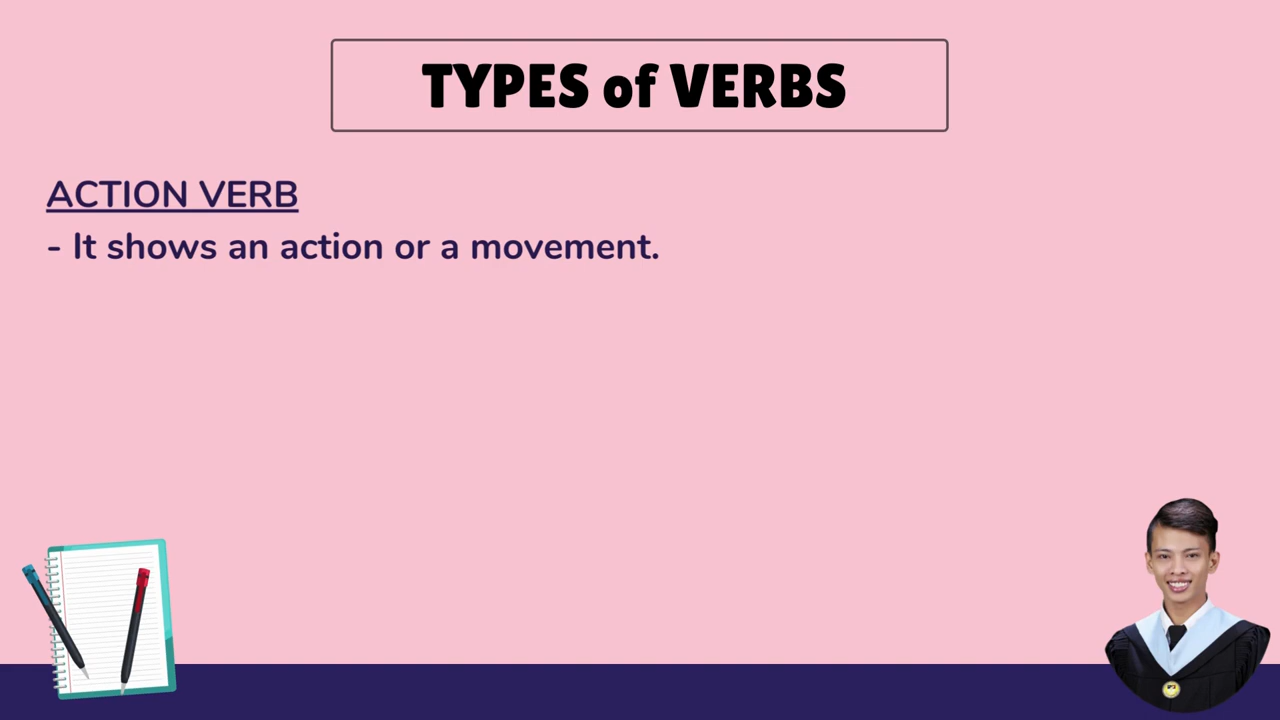 TYPES of VERBS
ACTION VERB
- It shows an action or a movement.